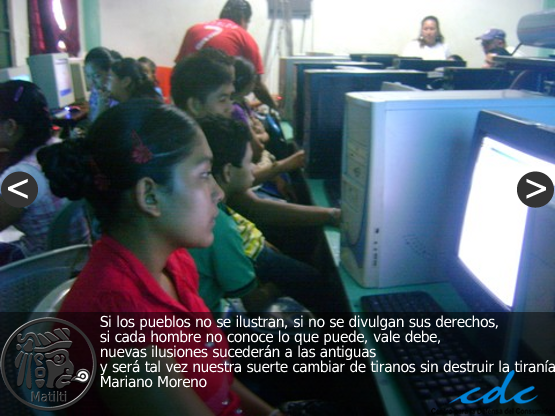 <
>
Si los pueblos no se ilustran, si no se divulgan sus derechos,
si cada hombre no conoce lo que puede, vale debe,
nuevas ilusiones sucederán a las antiguas
y será tal vez nuestra suerte cambiar de tiranos sin destruir la tiranía
Mariano Moreno
Matilti
cdc